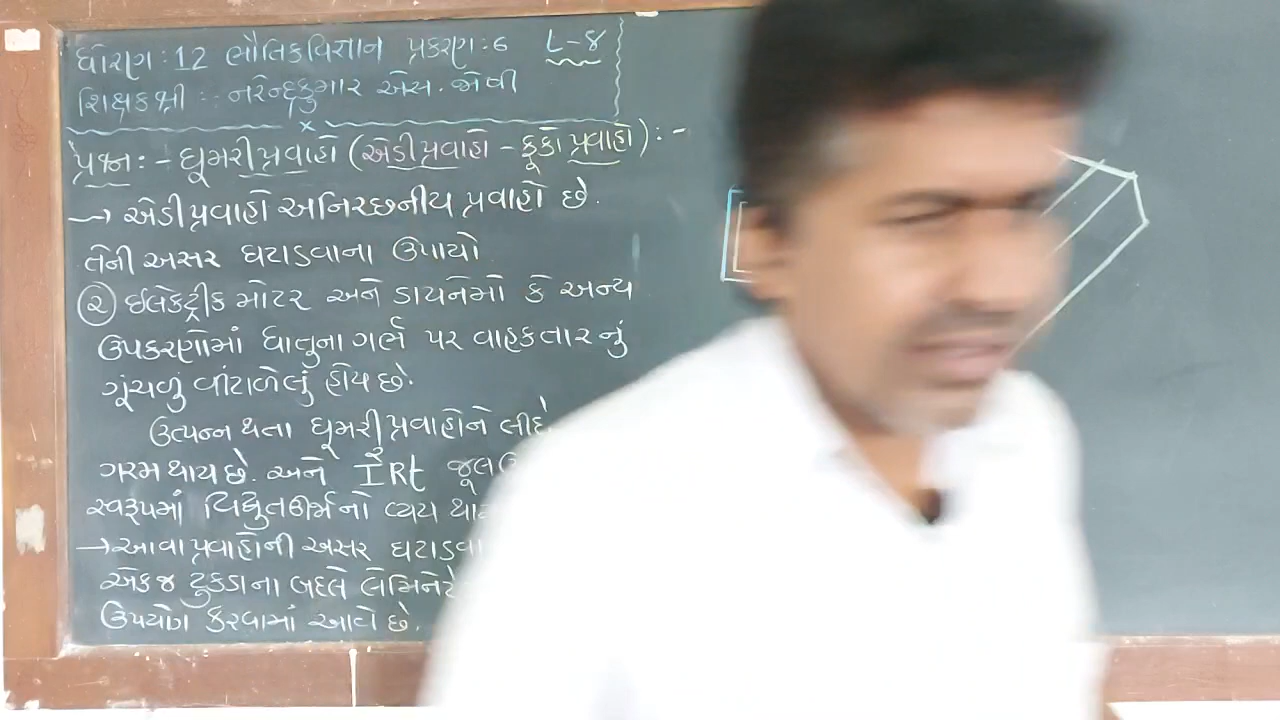 ધોરણ : 12 ભૌતિકવિજ્ઞાન પ્રકરણ : 6 L-8
શિક્ષકશ્રી :- નરેન્દ્રકુમાર એસ. જોષી
પ્રશ્ન :- ઘૂમરી પ્રવાહો (એડી પ્રવાહો - ફૂકો પ્રવાહો) : -
→ એડી પ્રવાહો અનિચ્છનીય પ્રવાહો છે.
તેની અસર ઘટાડવાના ઉપાયો
૨ ઈલેક્ટ્રીક મોટર અને ડાયનેમો કે અન્ય
ઉપકરણોમાં ધાતુના ગર્ભ પર વાહકતારનું
ગૂંચળું વીંટાળેલું હોય છે.
ઉત્પન્ન થતા ઘૂમરી પ્રવાહોને લીધે
ગરમ થાય છે. અને I²Rt જૂલ
સ્વરૂપમાં વિદ્યુતઊર્જાનો વ્યય
→ આવા પ્રવાહોની અસર ઘટાડવા
એક જ ટુકડાના બદલે
ઉપયોગ કરવામાં આવે છે.